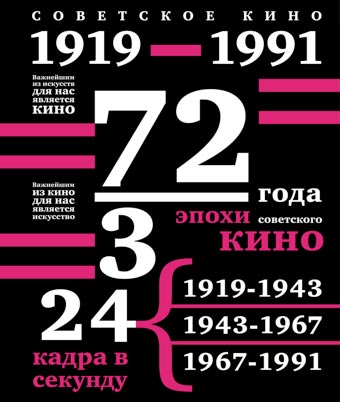 СОВЕТСКОЕ КИНО
1919 — 1991
Важнейшим
из искусств
для нас
является
КИНО
72
года
Важнейшим
из кино
для нас
является
искусство
3
эпохи советского
КИНО
24
кадра в
секунду
1919-1943
1943-1967
1967-1991